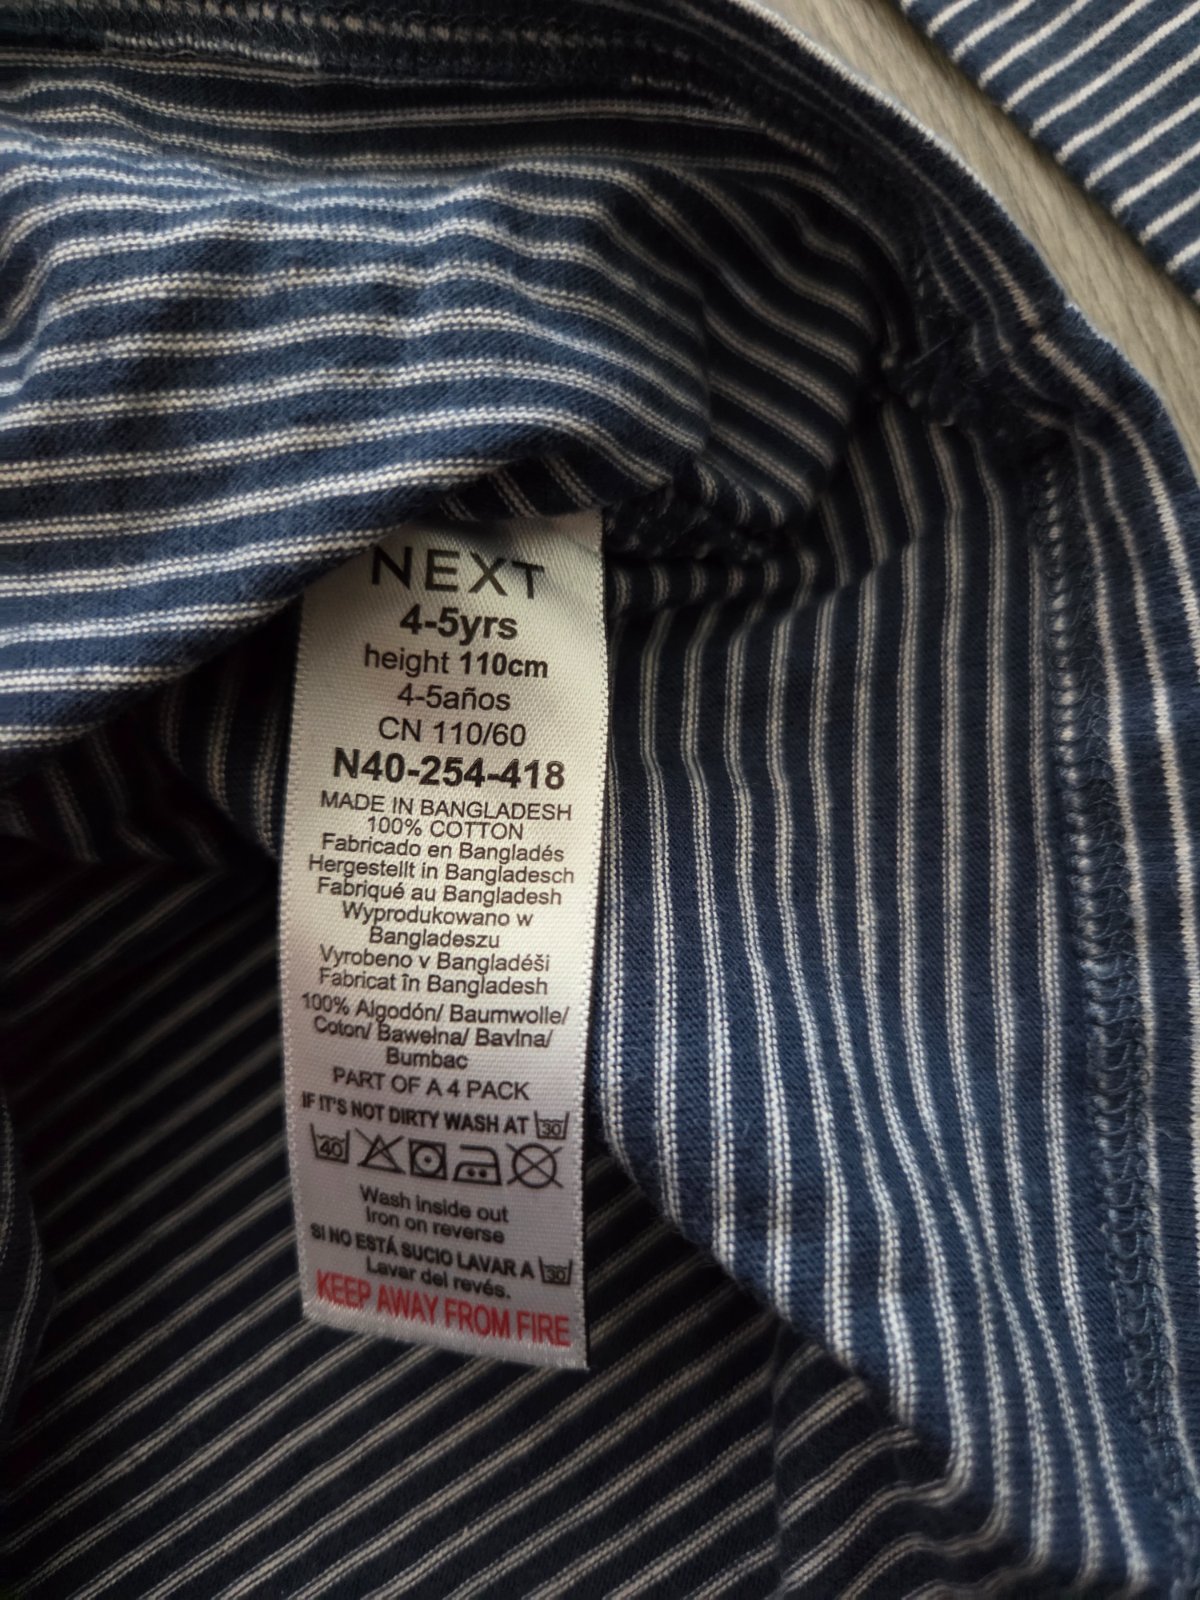 NEXT
4-5yrs
height 110cm
4-5años
CN 110/60
N40-254-418
MADE IN BANGLADESH
100% COTTON
Fabricado en Bangladés
Hergestellt in Bangladesch
Fabriqué au Bangladesh
Wyprodukowano w
Bangladeszu
Vyrobeno v Bangladéši
Fabricat în Bangladesh
100% Algodón/ Baumwolle/
Coton/ Bawełna/ Bavlna/
Bumbac
PART OF A 4 PACK
IF IT'S NOT DIRTY WASH AT 30
40
Wash inside out
Iron on reverse
SI NO ESTÁ SUCIO LAVAR A 30
Lavar del revés.
KEEP AWAY FROM FIRE